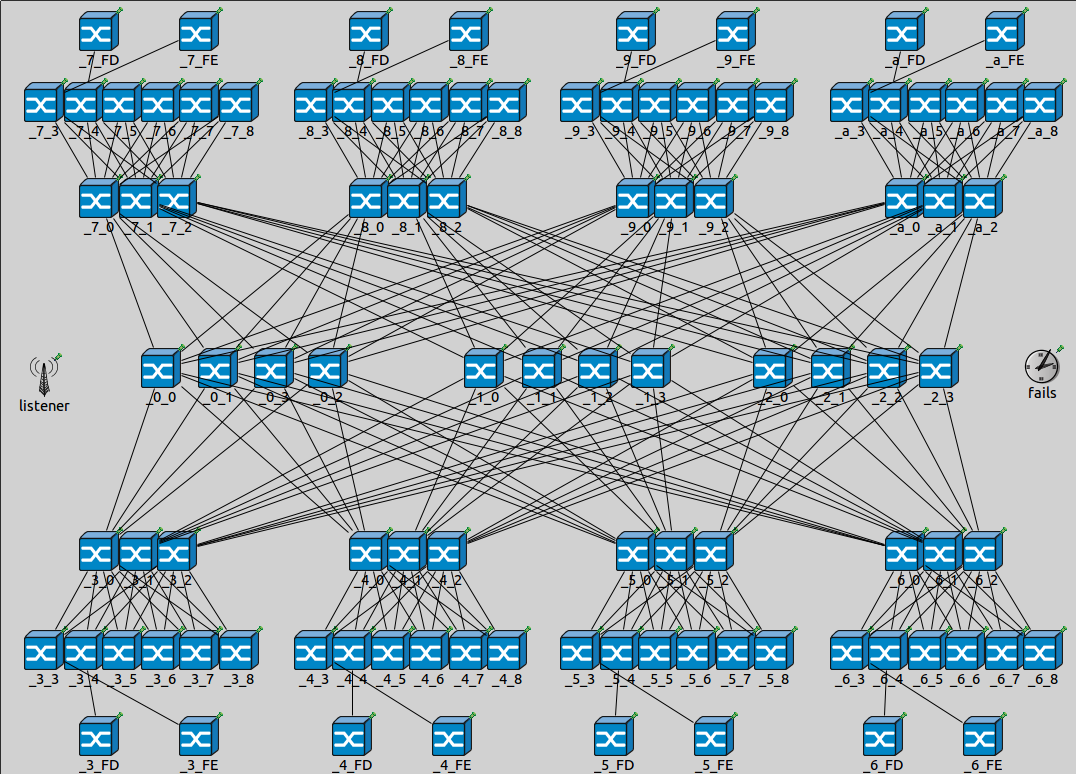 _7_FD _7_FE _8_FD _8_FE _9_FD _9_FE _a_FD _a_FE
_7_3 _7_4 _7_5 _7_6 _7_7 _7_8 _8_3 _8_4 _8_5 _8_6 _8_7 _8_8 _9_3 _9_4 _9_5 _9_6 _9_7 _9_8 _a_3 _a_4 _a_5 _a_6 _a_7 _a_8
_7_0 _7_1 _7_2 _8_0 _8_1 _8_2 _9_0 _9_1 _9_2 _a_0 _a_1 _a_2
_0_0 _0_1 _0_3 _0_2 _1_0 _1_1 _1_2 _1_3 _2_0 _2_1 _2_2 _2_3
listener fails
_3_0 _3_1 _3_2 _4_0 _4_1 _4_2 _5_0 _5_1 _5_2 _6_0 _6_1 _6_2
_3_3 _3_4 _3_5 _3_6 _3_7 _3_8 _4_3 _4_4 _4_5 _4_6 _4_7 _4_8 _5_3 _5_4 _5_5 _5_6 _5_7 _5_8 _6_3 _6_4 _6_5 _6_6 _6_7 _6_8
_3_FD _3_FE _4_FD _4_FE _5_FD _5_FE _6_FD _6_FE